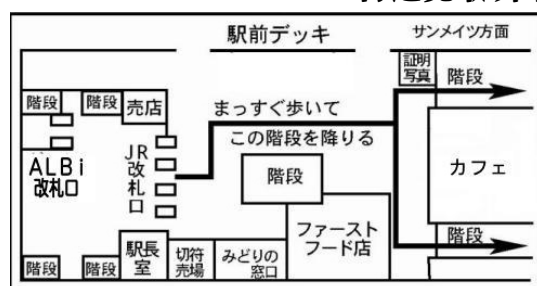 駅前デッキ
サンメイツ方面
証明
写真
階段
階段
階段
売店
まっすぐ歩いて
この階段を降りる
ALBi
改札口
JR
改
札
口
階段
カフェ
ファースト
フード店
階段
駅長
室
切符
売場
みどりの
窓口
階段
階段